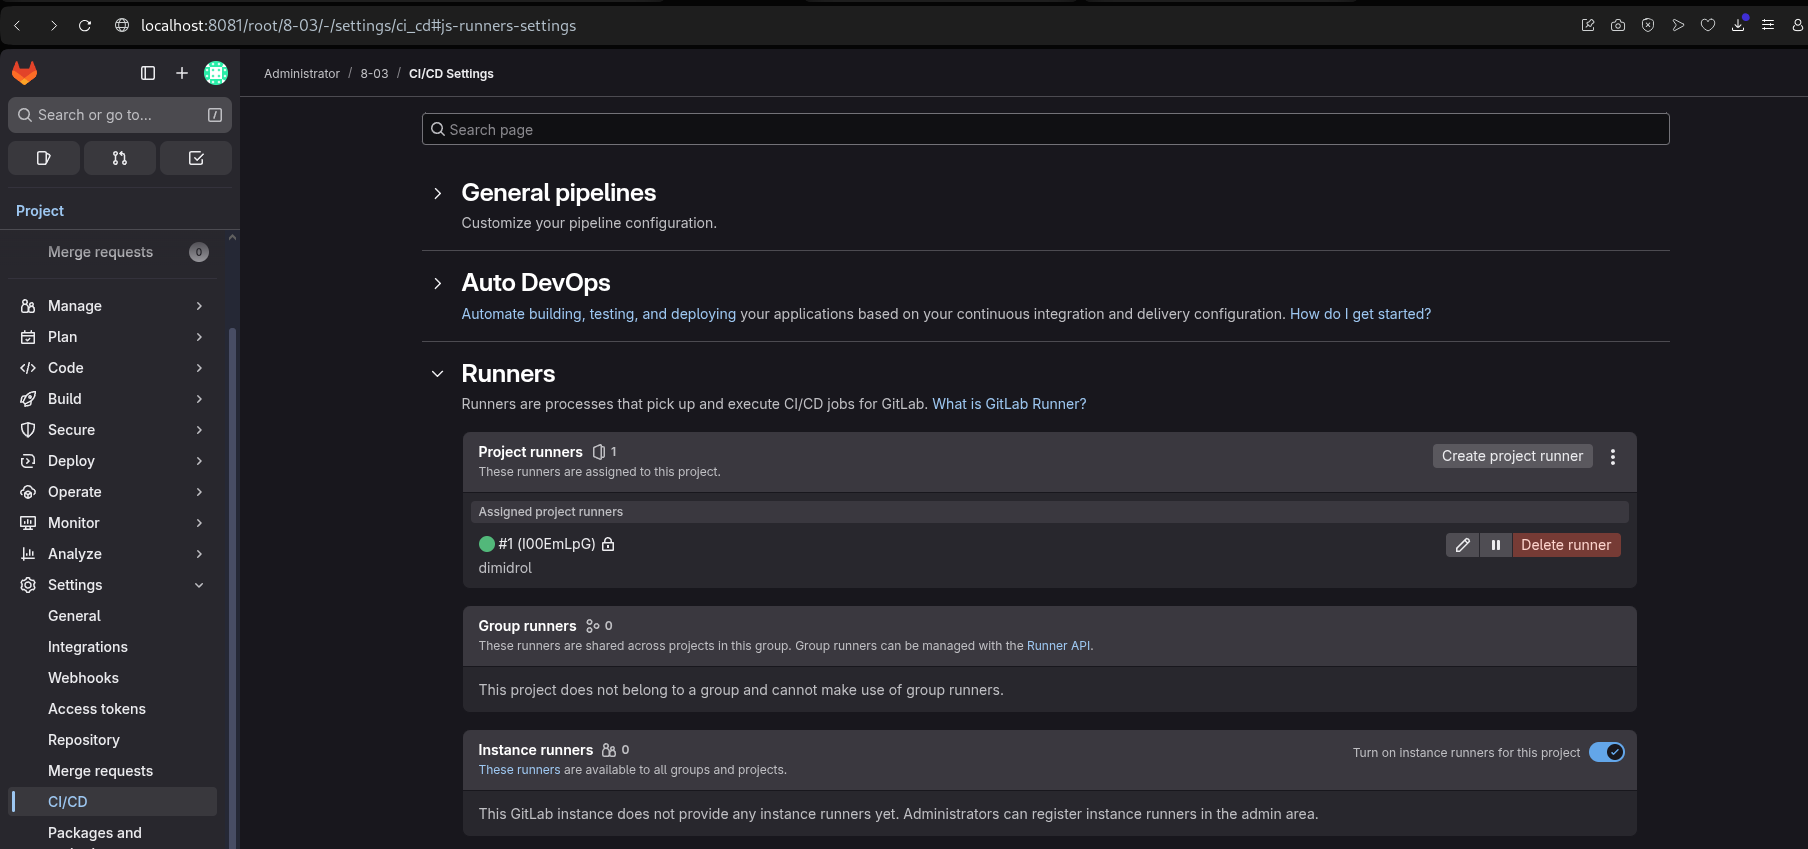 localhost:8081/root/8-03/-/settings/ci_cd#js-runners-settings
Administrator / 8-03 / CI/CD Settings
Search or go to...
/
Project
Merge requests 0
Manage
Plan
Code
Build
Secure
Deploy
Operate
Monitor
Analyze
Settings
General
Integrations
Webhooks
Access tokens
Repository
Merge requests
CI/CD
Packages and
Search page
General pipelines
Customize your pipeline configuration.
Auto DevOps
Automate building, testing, and deploying your applications based on your continuous integration and delivery configuration. How do I get started?
Runners
Runners are processes that pick up and execute CI/CD jobs for GitLab. What is GitLab Runner?
Project runners 1
These runners are assigned to this project.
Create project runner
Assigned project runners
#1 (I00EmLpG)
dimidrol
Delete runner
Group runners 0
These runners are shared across projects in this group. Group runners can be managed with the Runner API.
This project does not belong to a group and cannot make use of group runners.
Instance runners 0
These runners are available to all groups and projects.
Turn on instance runners for this project
This GitLab instance does not provide any instance runners yet. Administrators can register instance runners in the admin area.